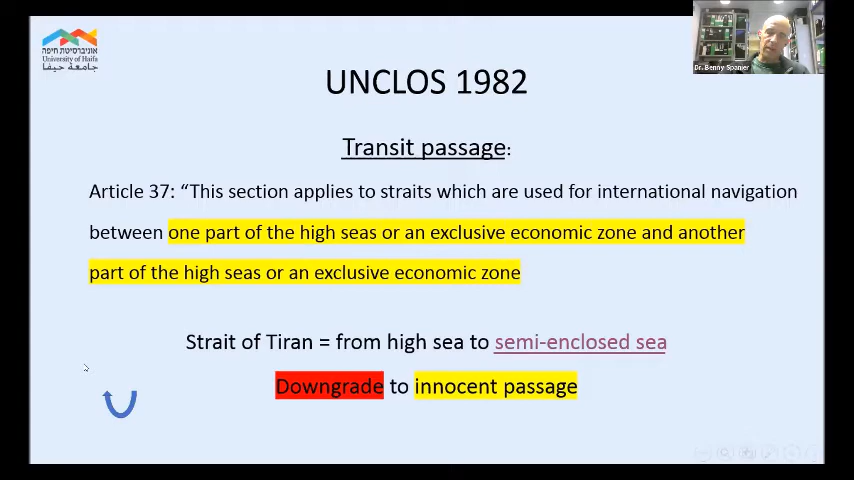 אוניברסיטת חיפה
University of Haifa
جامعة حيفا
Dr. Benny Spanier
UNCLOS 1982
Transit passage:
Article 37: “This section applies to straits which are used for international navigation
between one part of the high seas or an exclusive economic zone and another
part of the high seas or an exclusive economic zone
Strait of Tiran = from high sea to semi-enclosed sea
Downgrade to innocent passage